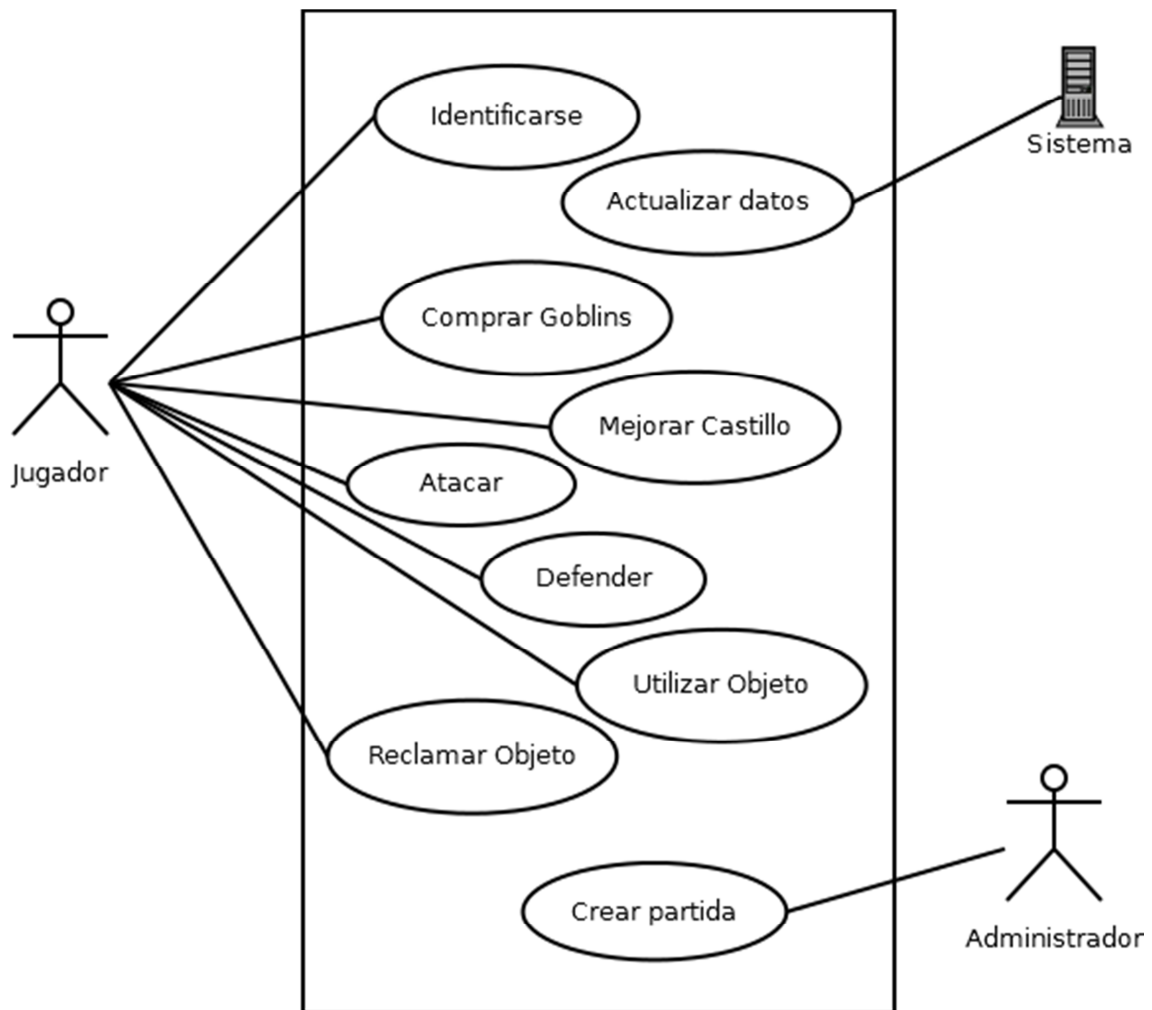 Identificarse
Sistema
Actualizar datos
Comprar Goblins
Mejorar Castillo
Jugador
Atacar
Defender
Utilizar Objeto
Reclamar Objeto
Crear partida
Administrador